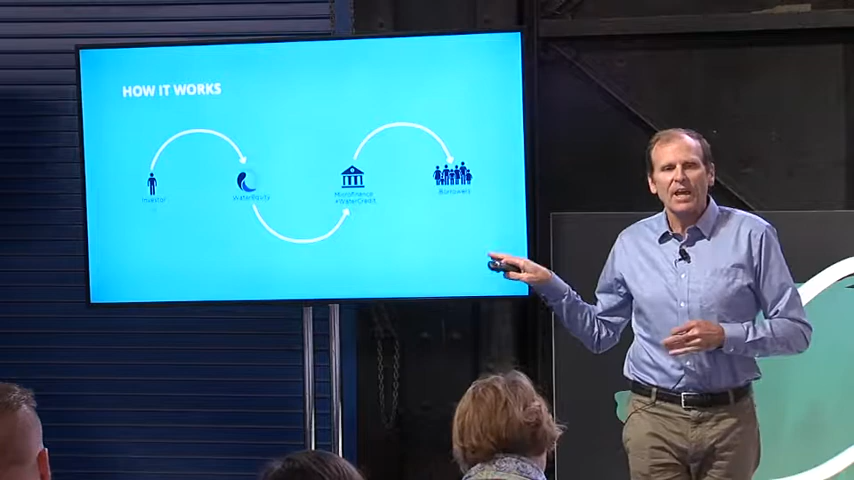 HOW IT WORKS
Investor
WaterEquity
Microfinance
+WaterCredit
Borrowers